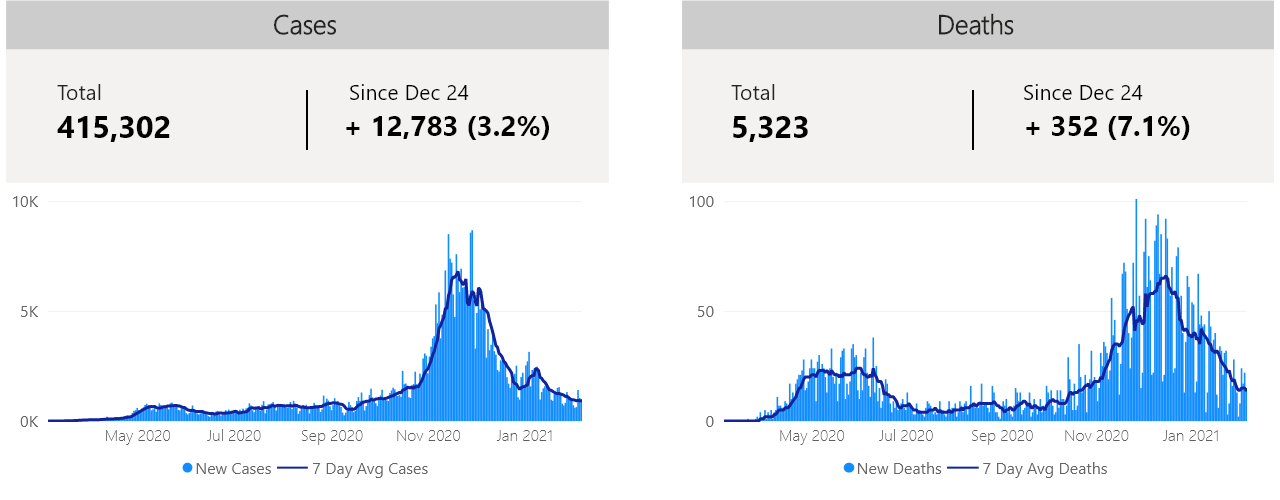 Cases
Total
415,302
Since Dec 24
+ 12,783 (3.2%)
10K
5K
0K
May 2020 Jul 2020 Sep 2020 Nov 2020 Jan 2021
New Cases 7 Day Avg Cases
Deaths
Total
5,323
Since Dec 24
+ 352 (7.1%)
100
50
0
May 2020 Jul 2020 Sep 2020 Nov 2020 Jan 2021
New Deaths 7 Day Avg Deaths